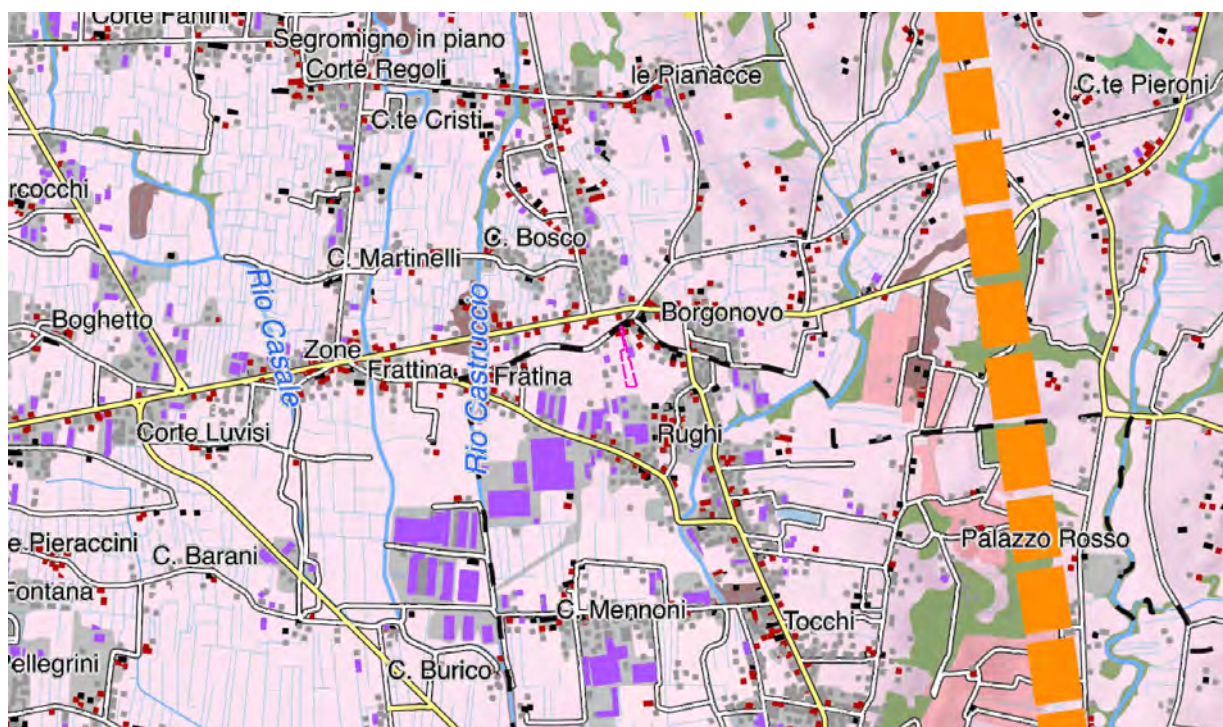 Corte Fanini
Segromigno in piano
Corte Regoli
le Pianacce
C.te Pieroni
C.te Cristi
rcocchi
C. Bosco
C. Martinelli
Rio Casale
Rio Castruccio
Borgonovo
Boghetto
Zone
Frattina
Fratina
Corte Luvisi
Rughi
e Pieraccini
C. Barani
Palazzo Rosso
Fontana
C. Mennoni
Tocchi
Pellegrini
C. Burico